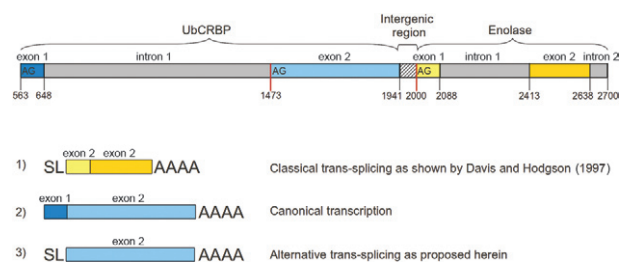 UbCRBP
Intergenic region
Enolase
exon 1
intron 1
exon 2
exon 1
intron 1
exon 2
intron 2
AG
AG
AG
563
648
1473
1941
2000
2088
2413
2638
2700
exon 2
exon 2
1)
SL
AAAA
Classical trans-splicing as shown by Davis and Hodgson (1997)
exon 1
exon 2
2)
AAAA
Canonical transcription
exon 2
3)
SL
AAAA
Alternative trans-splicing as proposed herein